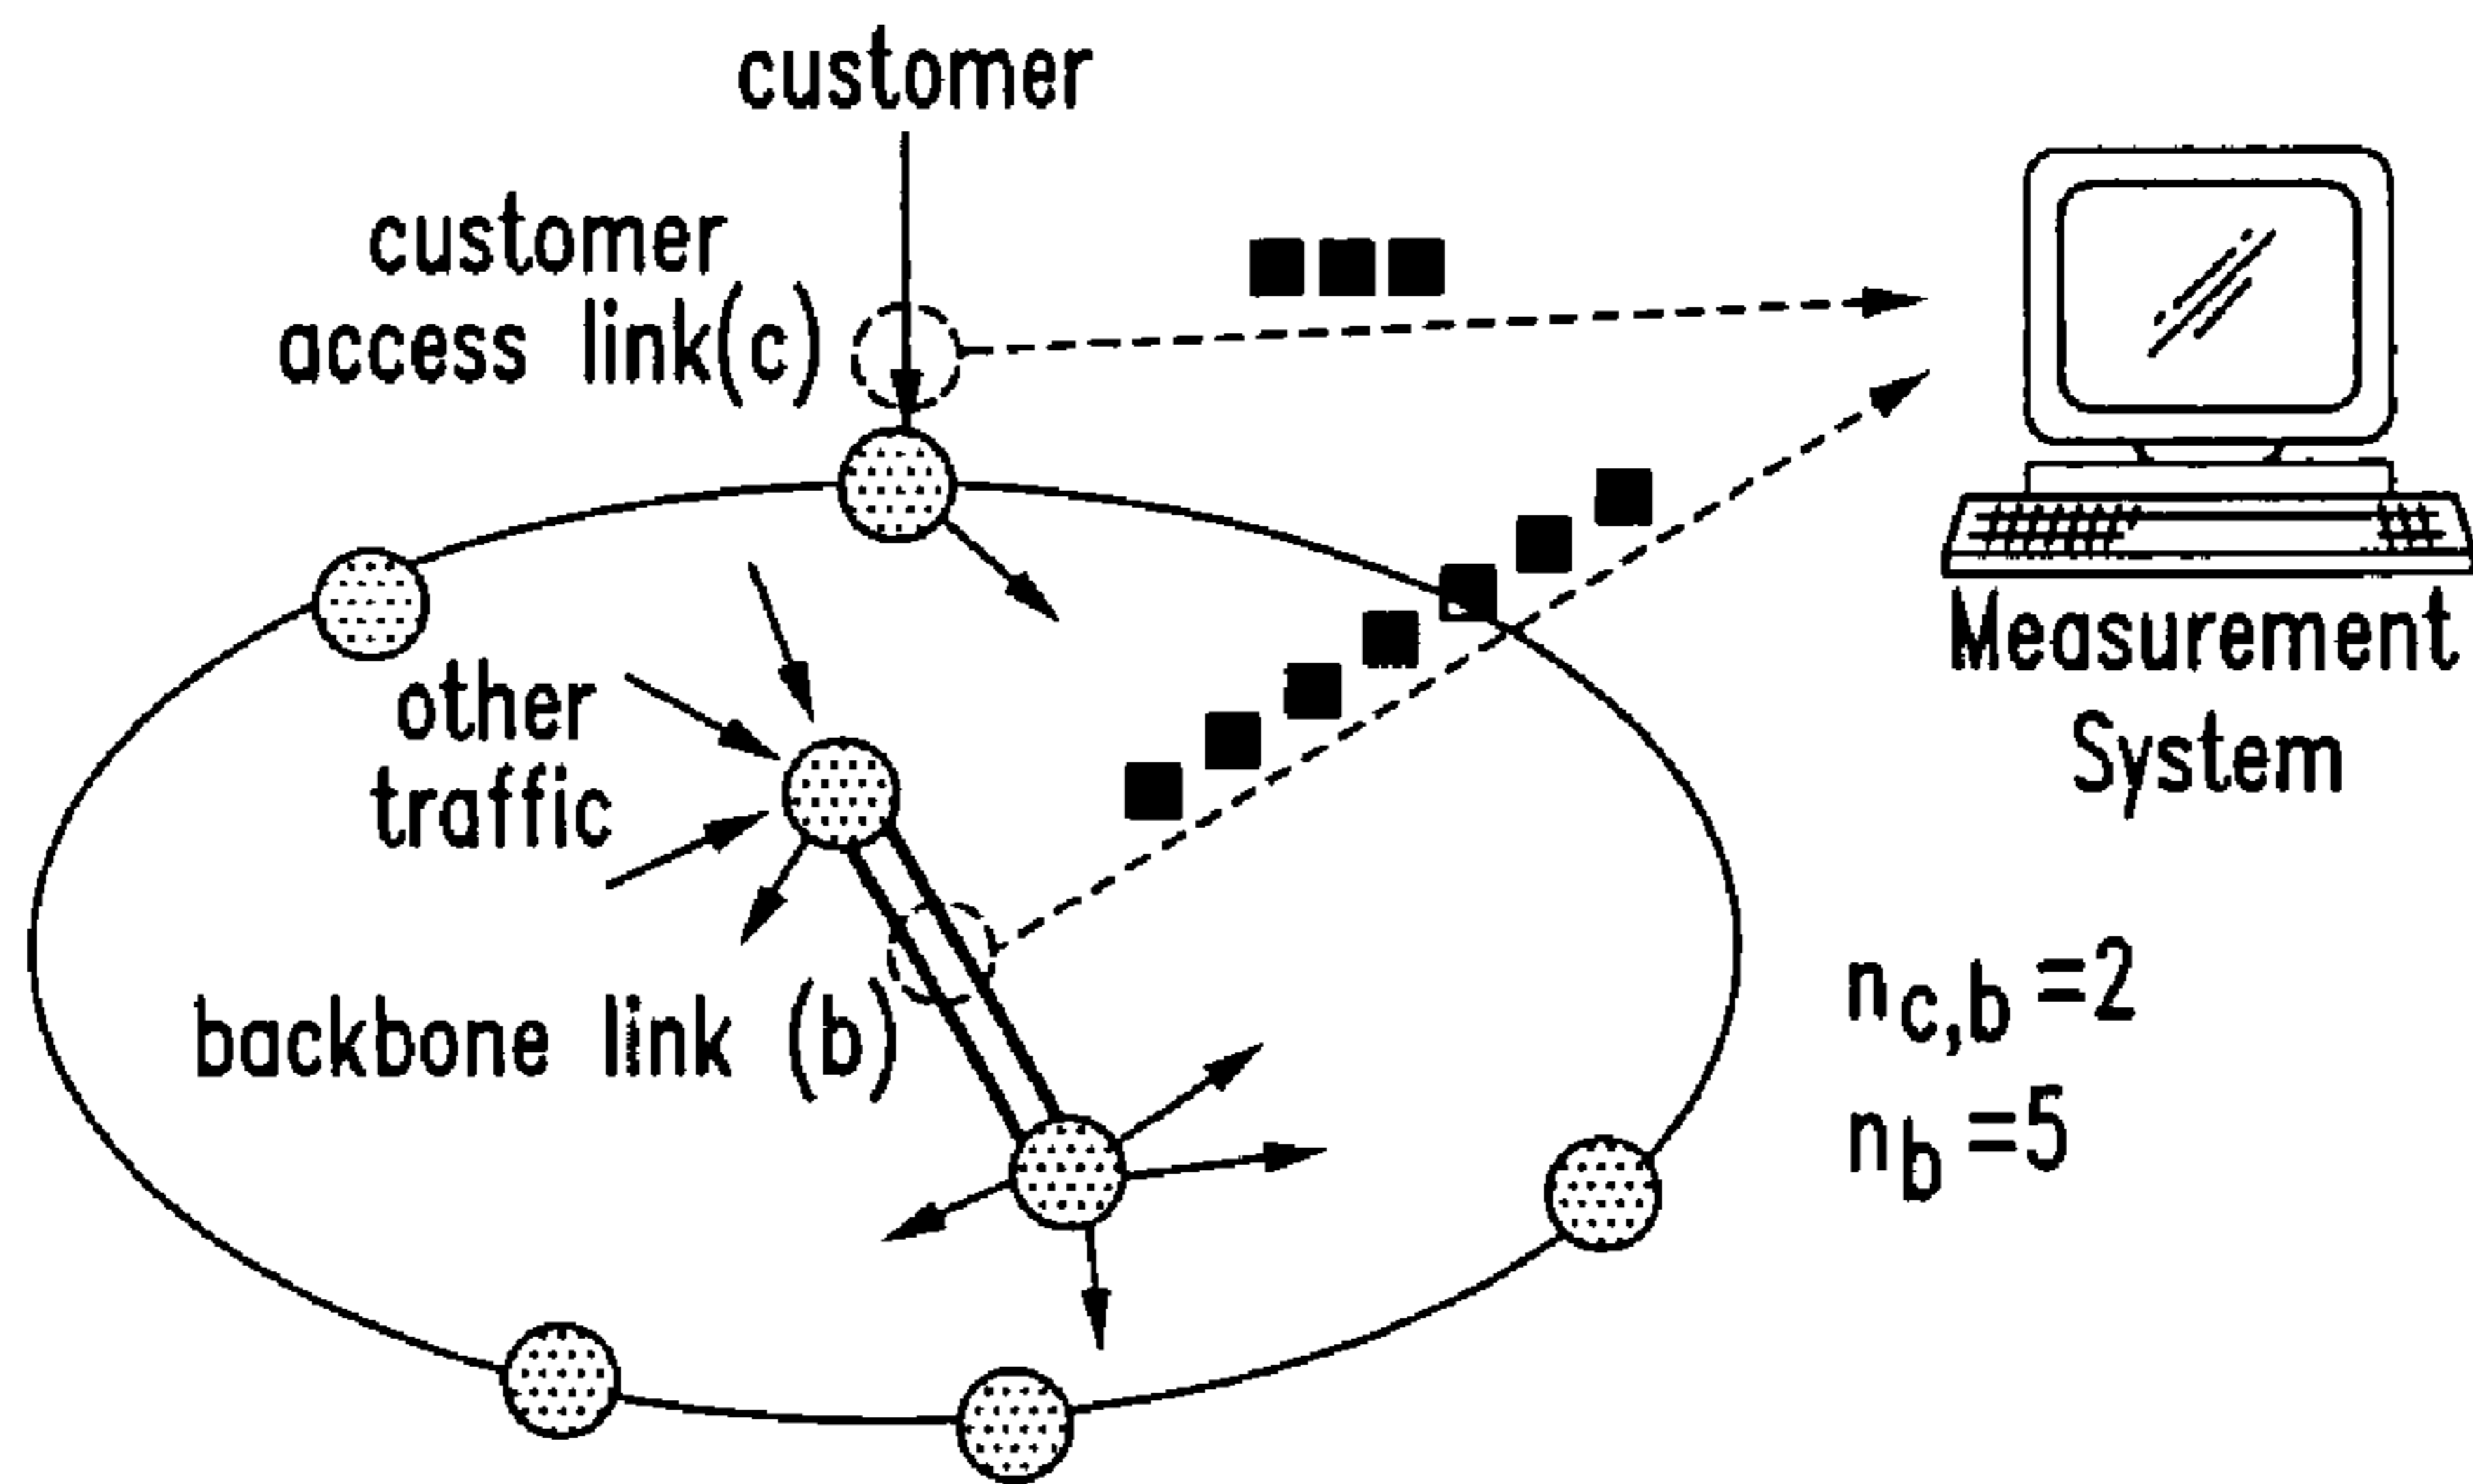 customer
customer
access link(c)
other
traffic
backbone link (b)
Measurement
System
n_c,b =2
n_b =5